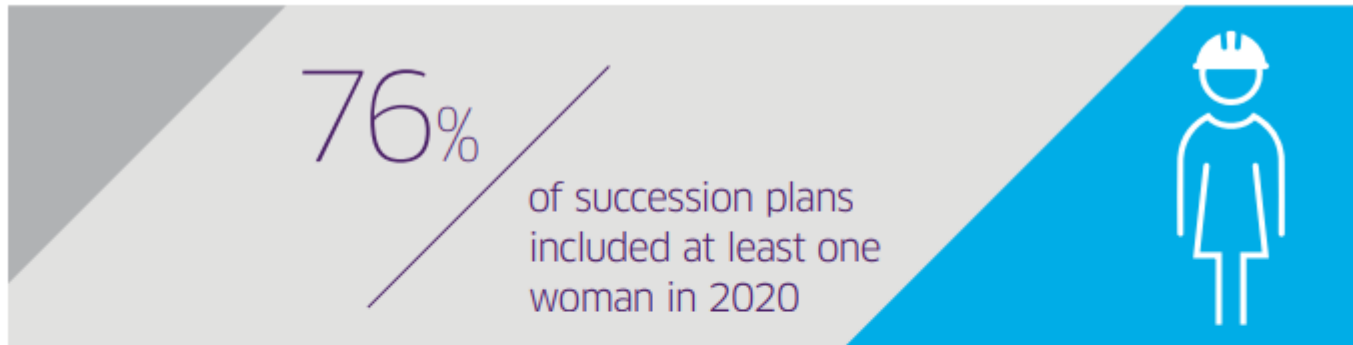 76%
of succession plans
included at least one
woman in 2020